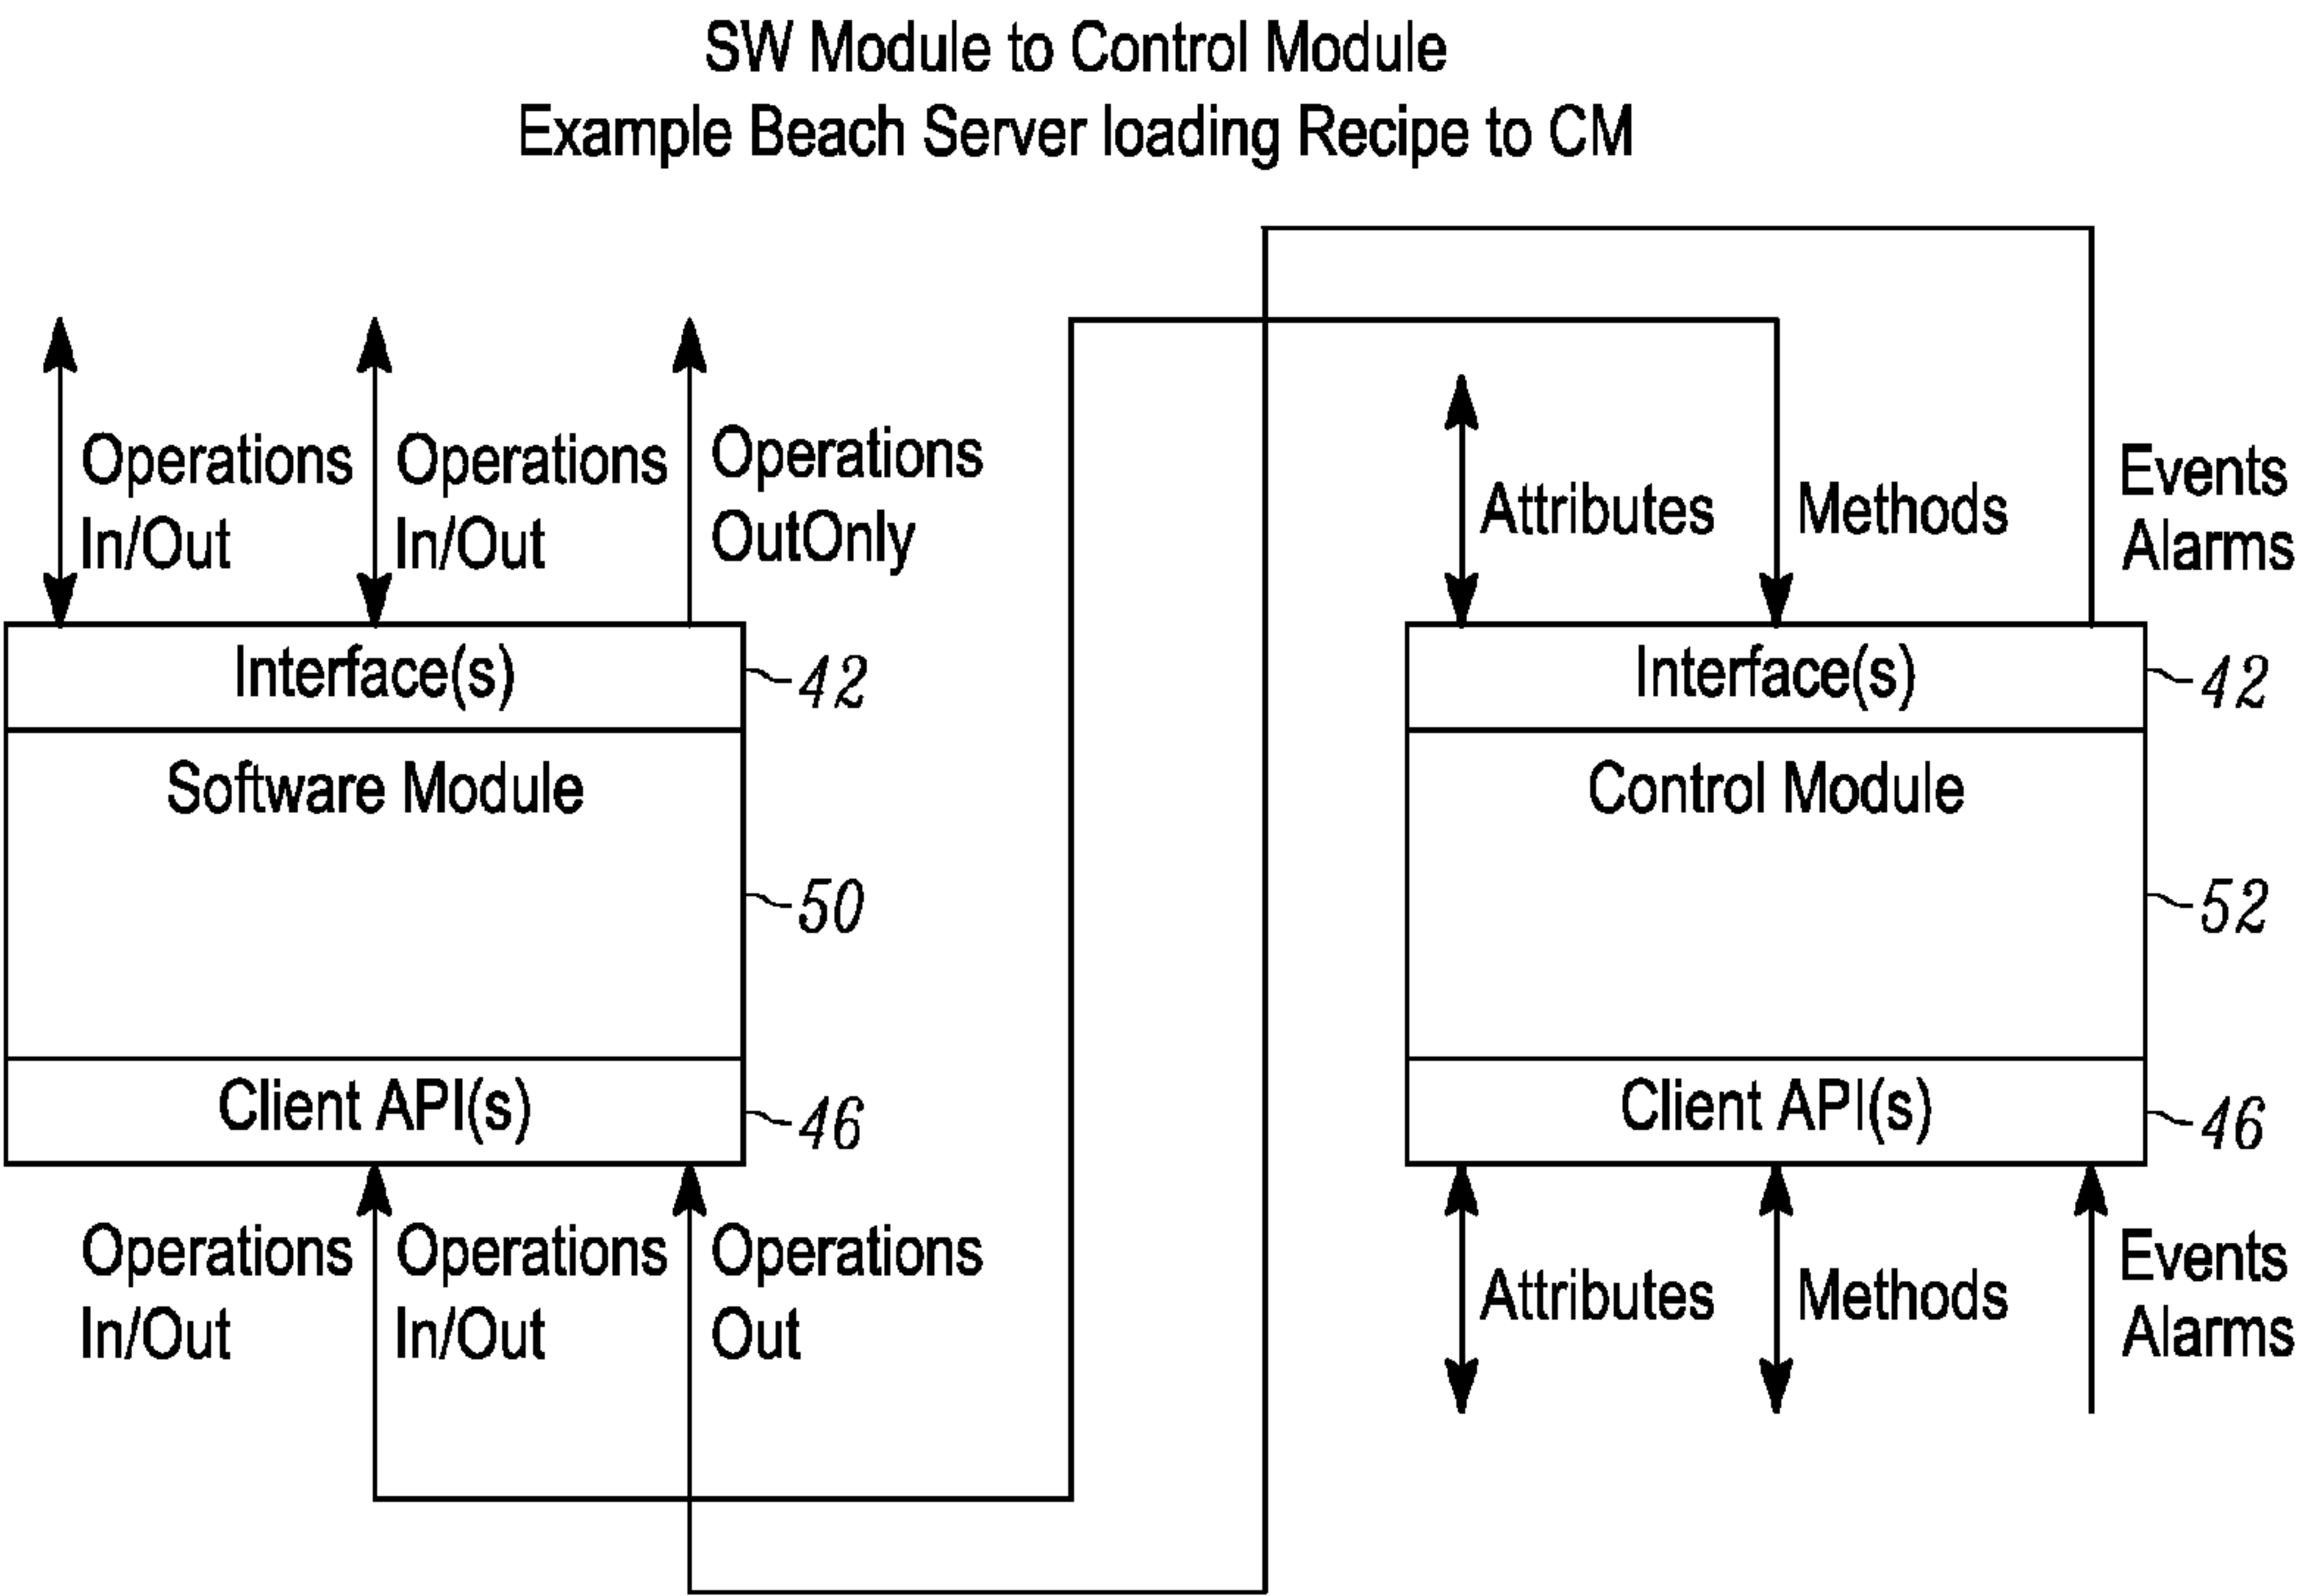 SW Module to Control Module
Example Beach Server loading Recipe to CM
Operations
In/Out
Operations
In/Out
Operations
OutOnly
Interface(s)
42
Software Module
50
Client API(s)
46
Operations
In/Out
Operations
In/Out
Operations
Out
Attributes
Methods
Events
Alarms
Interface(s)
42
Control Module
52
Client API(s)
46
Attributes
Methods
Events
Alarms